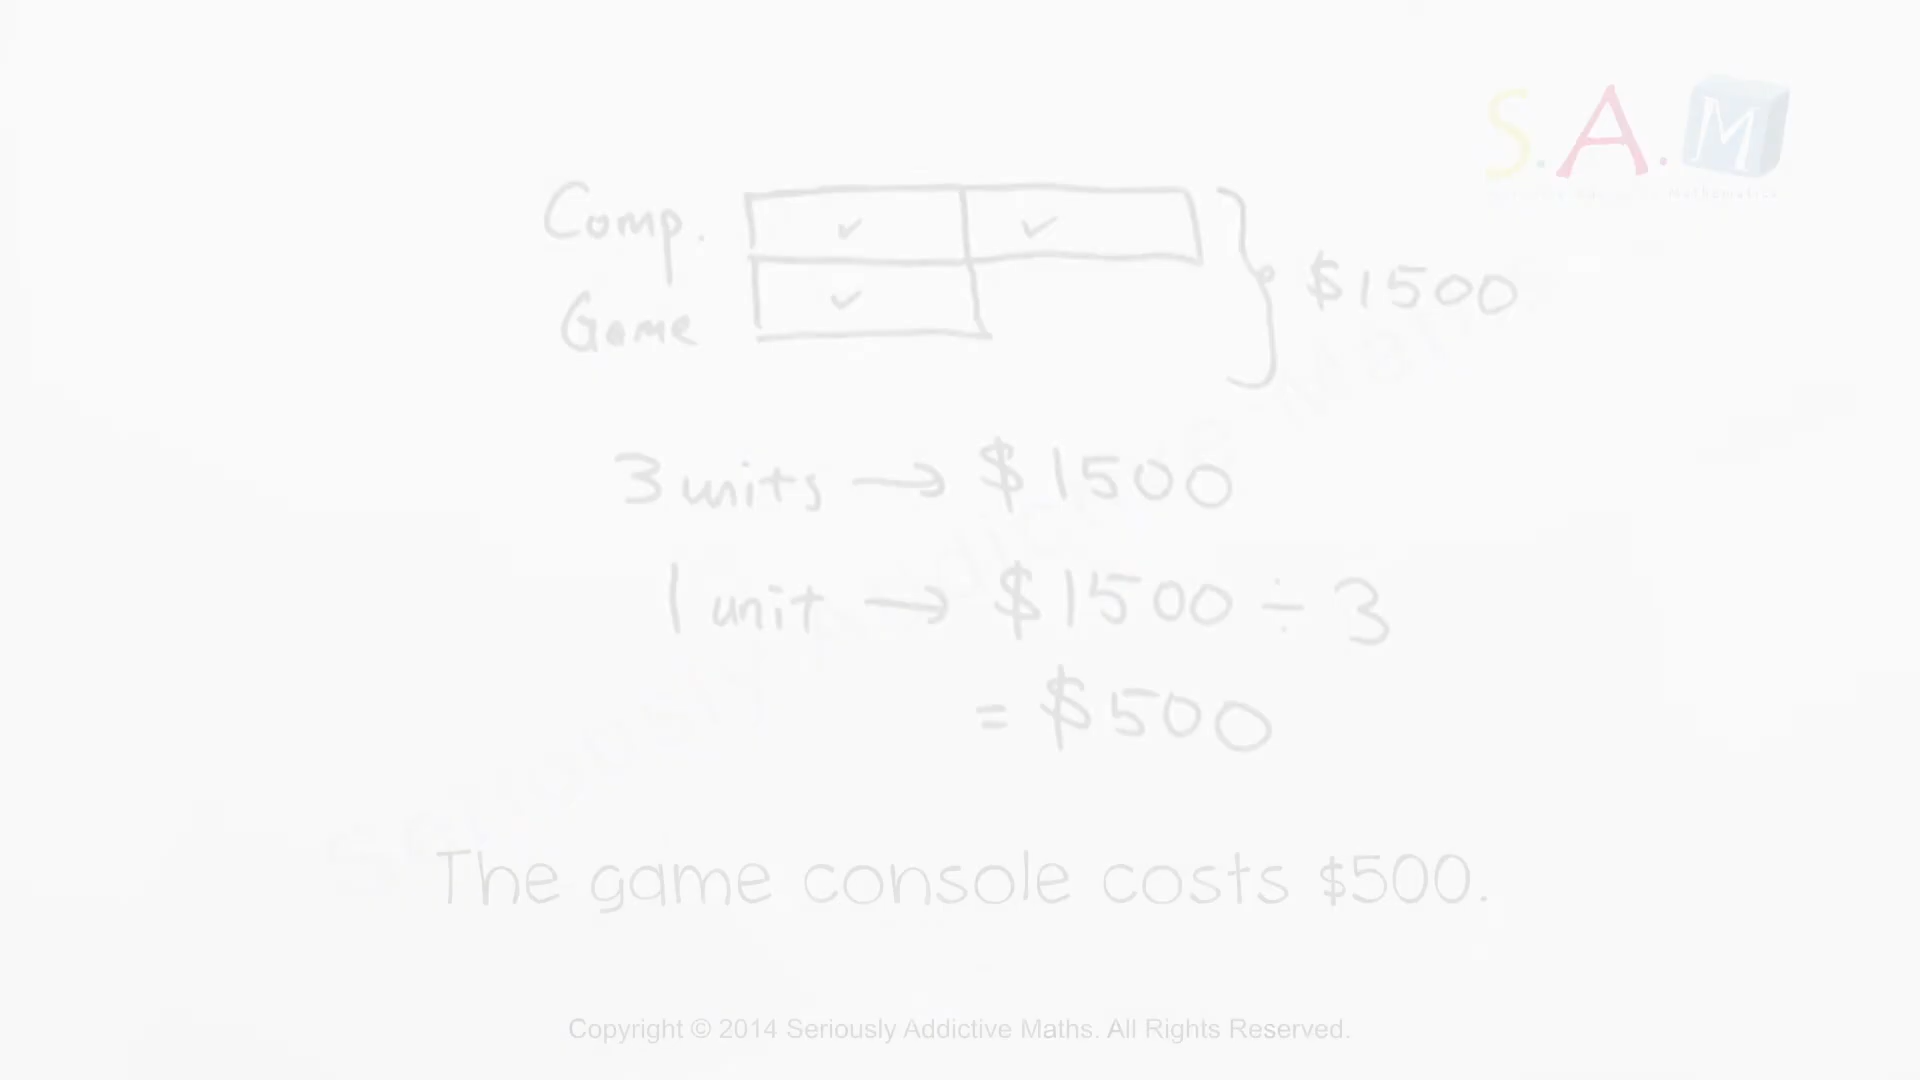 S.A.M
Mathematics
Comp.
Game
$1500
3 units → $1500
1 unit → $1500 ÷ 3
= $500
The game console costs $500.
Copyright © 2014 Seriously Addictive Maths. All Rights Reserved.